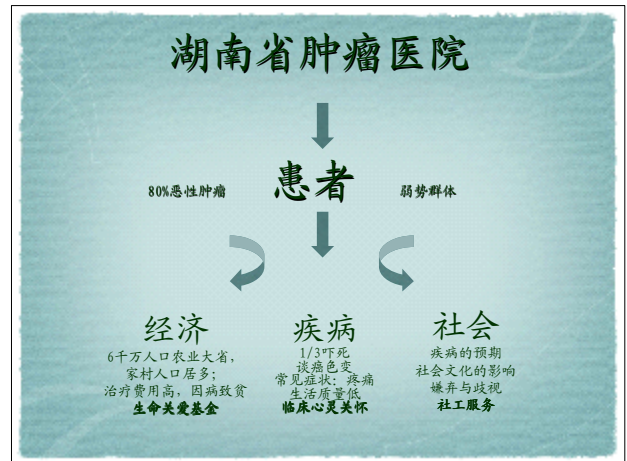 湖南省肿瘤医院
患者
80%恶性肿瘤
弱势群体
经济
6千万人口农业大省，
家村人口居多；
治疗费用高，因病致贫
生命关爱基金
疾病
1/3吓死
谈癌色变
常见症状：疼痛
生活质量低
临床心灵关怀
社会
疾病的预期
社会文化的影响
嫌弃与歧视
社工服务